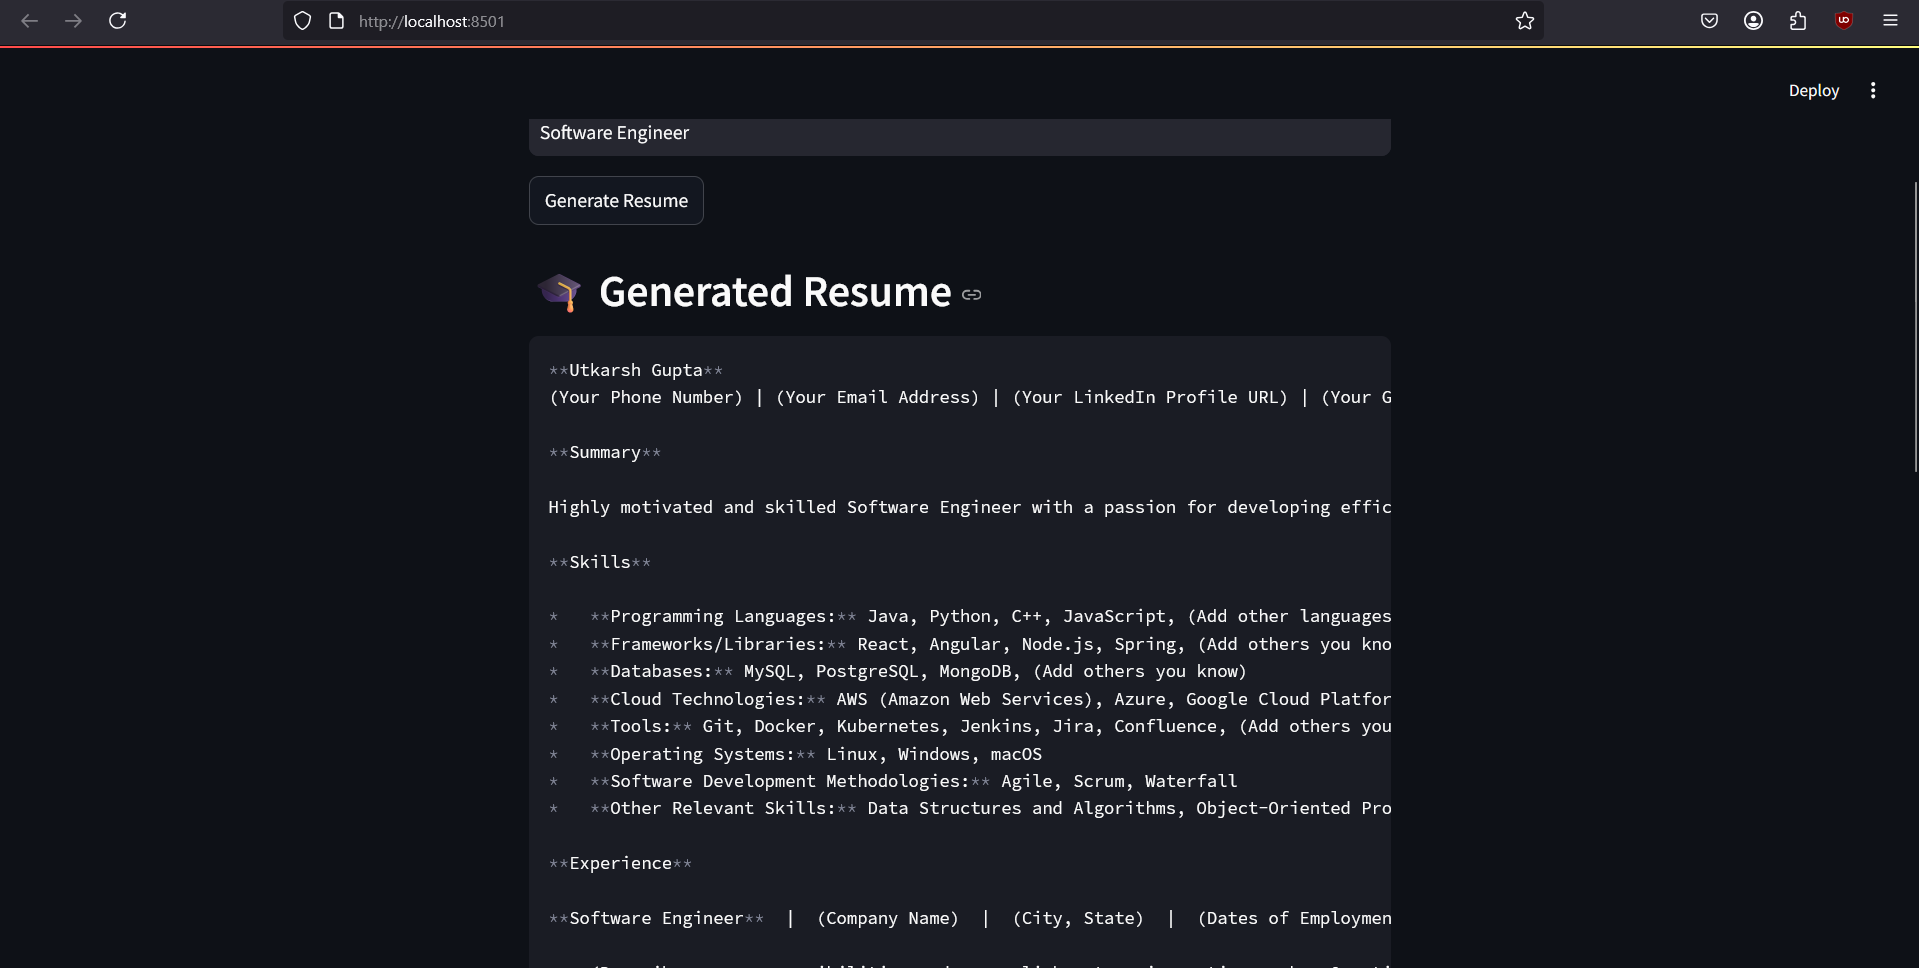 http://localhost:8501
Deploy
Software Engineer
Generate Resume
Generated Resume
**Utkarsh Gupta**
(Your Phone Number) | (Your Email Address) | (Your LinkedIn Profile URL) | (Your G
**Summary**
Highly motivated and skilled Software Engineer with a passion for developing effic
**Skills**
*   **Programming Languages:** Java, Python, C++, JavaScript, (Add other languages
*   **Frameworks/Libraries:** React, Angular, Node.js, Spring, (Add others you kno
*   **Databases:** MySQL, PostgreSQL, MongoDB, (Add others you know)
*   **Cloud Technologies:** AWS (Amazon Web Services), Azure, Google Cloud Platfor
*   **Tools:** Git, Docker, Kubernetes, Jenkins, Jira, Confluence, (Add others you
*   **Operating Systems:** Linux, Windows, macOS
*   **Software Development Methodologies:** Agile, Scrum, Waterfall
*   **Other Relevant Skills:** Data Structures and Algorithms, Object-Oriented Pro
**Experience**
**Software Engineer**  |  (Company Name)  |  (City, State)  |  (Dates of Employmen